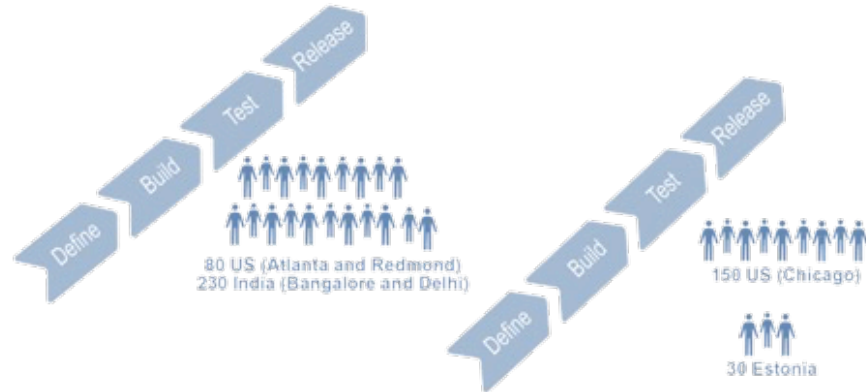 Define
Build
Test
Release
80 US (Atlanta and Redmond)
230 India (Bangalore and Delhi)
Define
Build
Test
Release
150 US (Chicago)
30 Estonia